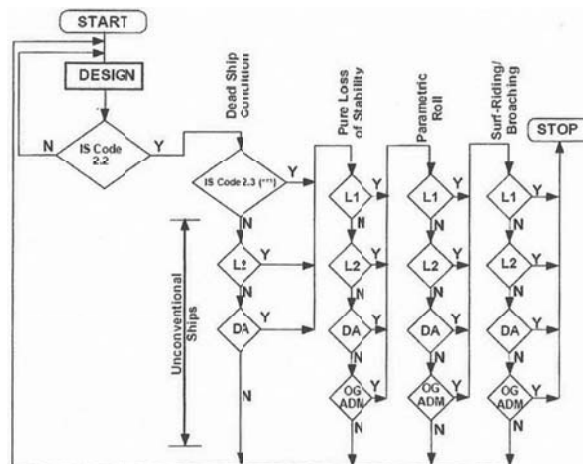 START
DESIGN
N
IS Code
2.2
Y
Dead Ship
Condition
IS Code 2.3 (***)
Y
N
L2
Y
N
DA
Y
N
Unconventional
Ships
Pure Loss
of Stability
L1
Y
N
L2
Y
N
DA
Y
N
OG
ADM
Y
N
Parametric
Roll
L1
Y
N
L2
Y
N
DA
Y
N
OG
ADM
Y
N
Surf-Riding/
Broaching
L1
Y
N
L2
Y
N
DA
Y
N
OG
ADM
Y
N
STOP